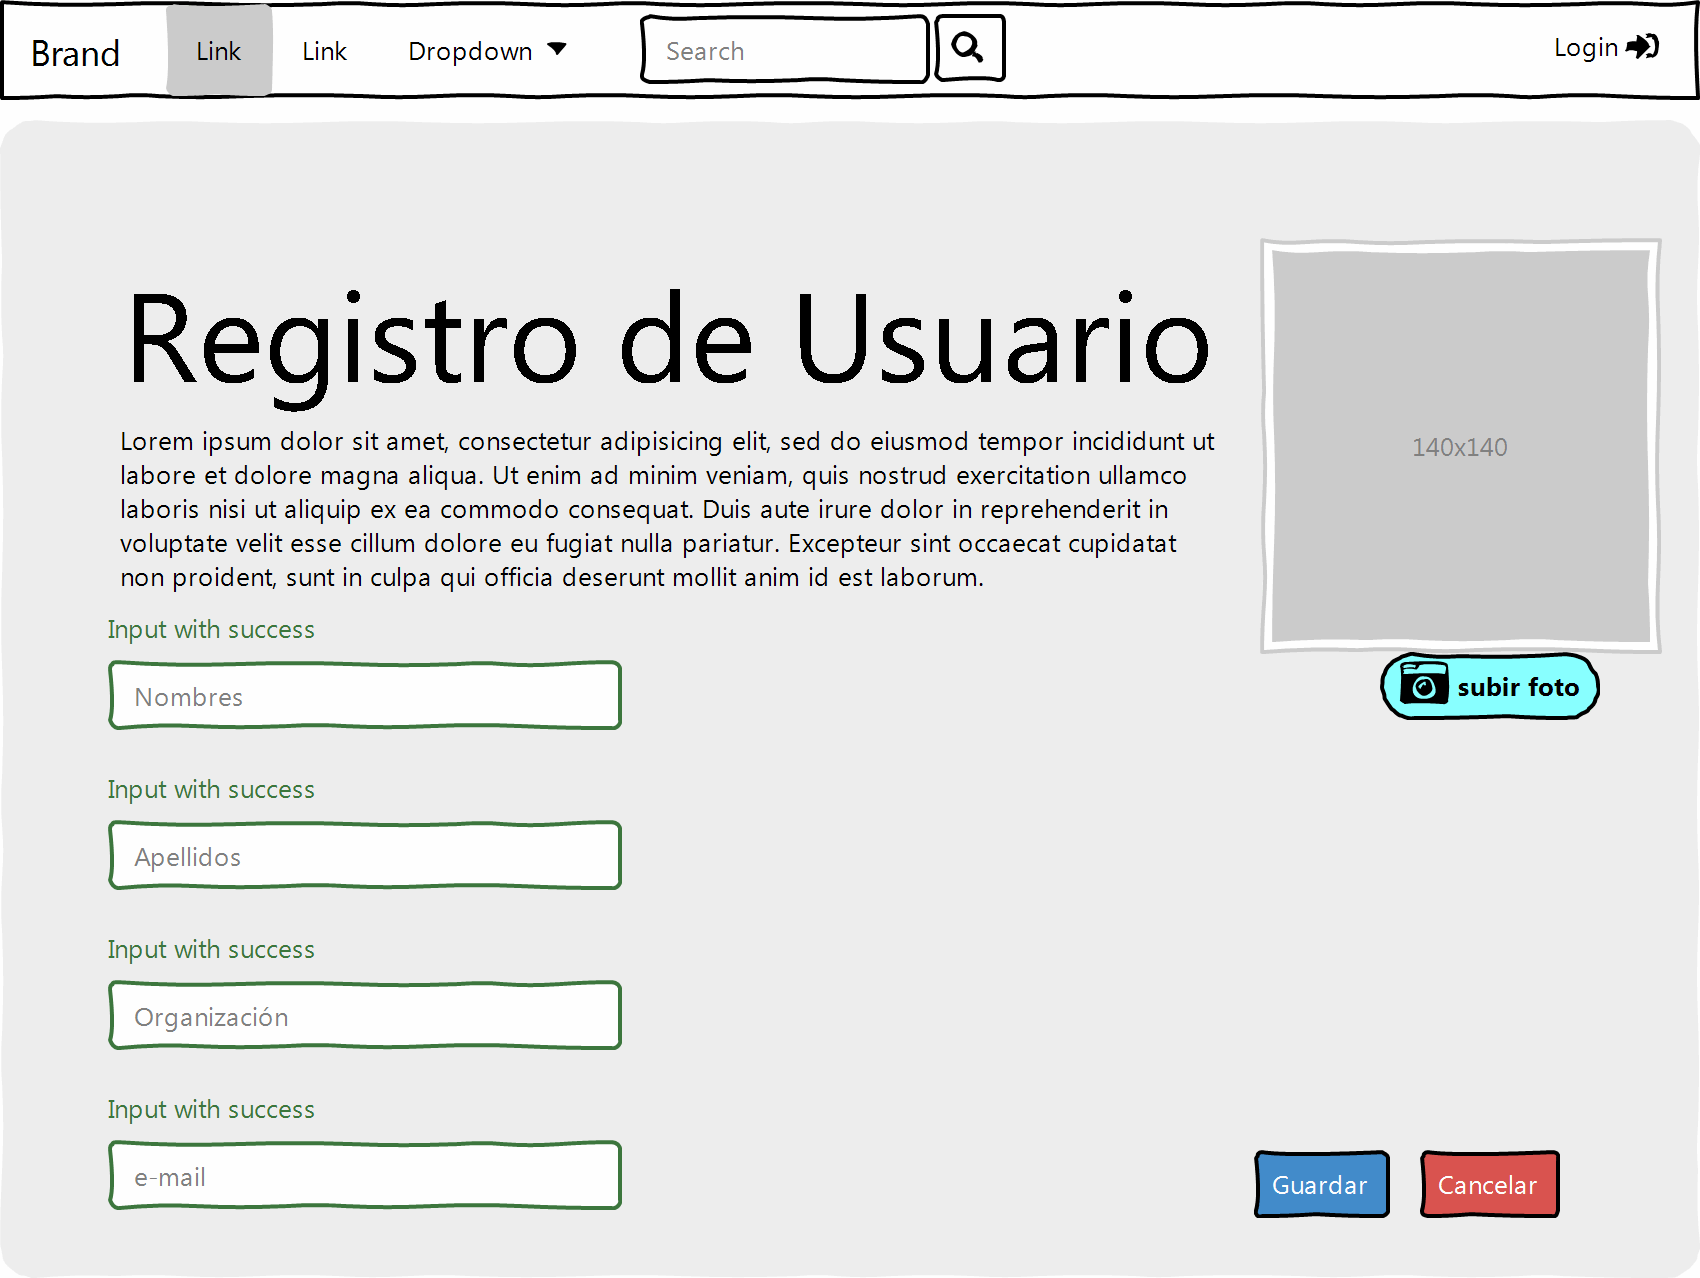 Brand Link Link Dropdown Search Login
Registro de Usuario
Lorem ipsum dolor sit amet, consectetur adipisicing elit, sed do eiusmod tempor incididunt ut
labore et dolore magna aliqua. Ut enim ad minim veniam, quis nostrud exercitation ullamco
laboris nisi ut aliquip ex ea commodo consequat. Duis aute irure dolor in reprehenderit in
voluptate velit esse cillum dolore eu fugiat nulla pariatur. Excepteur sint occaecat cupidatat
non proident, sunt in culpa qui officia deserunt mollit anim id est laborum.
140x140
subir foto
Input with success
Nombres
Input with success
Apellidos
Input with success
Organización
Input with success
e-mail
Guardar Cancelar